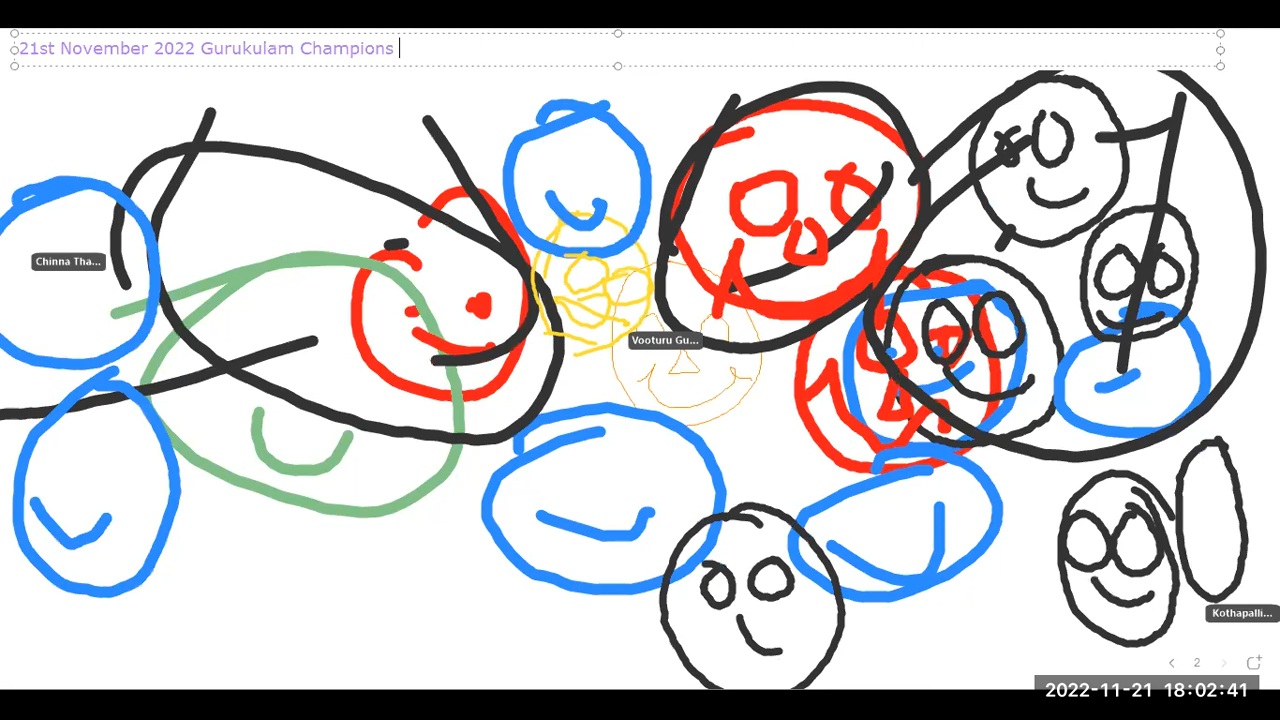 21st November 2022 Gurukulam Champions
Chinna Tha...
Vooturu Gu...
Kothapalli...
2
2022-11-21 18:02:41